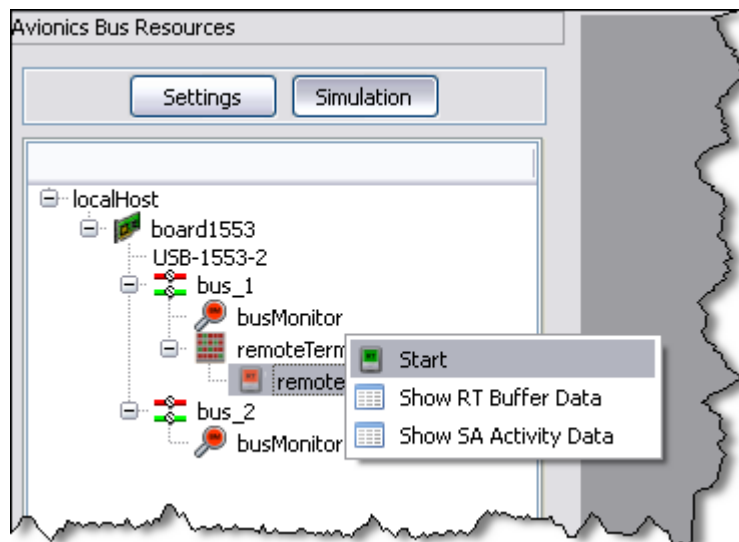 Avionics Bus Resources
Settings Simulation
localHost
board1553
USB-1553-2
bus_1
busMonitor
remoteTerm
Start
remote
Show RT Buffer Data
bus_2
Show SA Activity Data
busMonitor